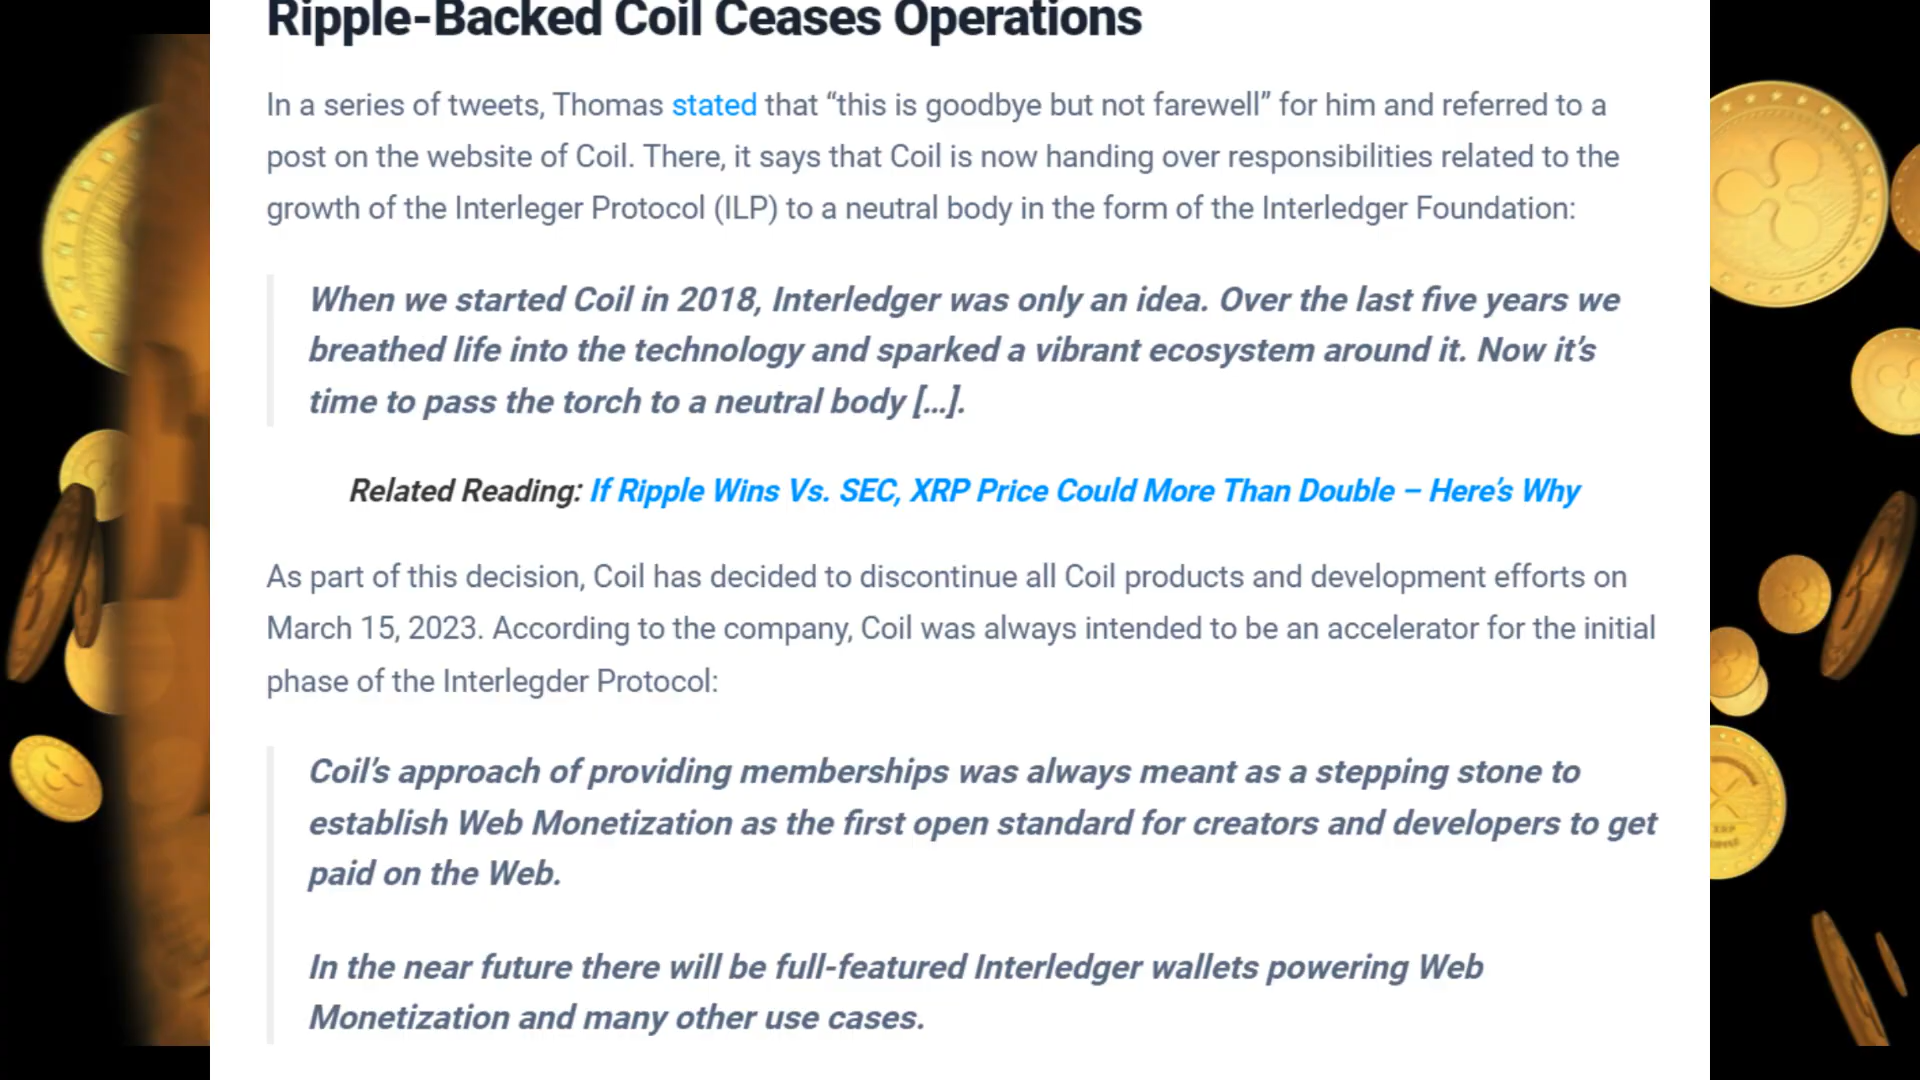 Ripple-Backed Coil Ceases Operations
In a series of tweets, Thomas stated that “this is goodbye but not farewell” for him and referred to a
post on the website of Coil. There, it says that Coil is now handing over responsibilities related to the
growth of the Interleger Protocol (ILP) to a neutral body in the form of the Interledger Foundation:
When we started Coil in 2018, Interledger was only an idea. Over the last five years we
breathed life into the technology and sparked a vibrant ecosystem around it. Now it’s
time to pass the torch to a neutral body […].
Related Reading: If Ripple Wins Vs. SEC, XRP Price Could More Than Double – Here’s Why
As part of this decision, Coil has decided to discontinue all Coil products and development efforts on
March 15, 2023. According to the company, Coil was always intended to be an accelerator for the initial
phase of the Interlegder Protocol:
Coil’s approach of providing memberships was always meant as a stepping stone to
establish Web Monetization as the first open standard for creators and developers to get
paid on the Web.
In the near future there will be full-featured Interledger wallets powering Web
Monetization and many other use cases.
XRP